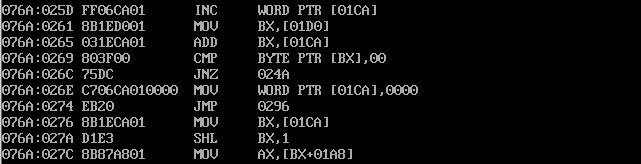 076A:025D FF06CA01 INC WORD PTR [01CA]
076A:0261 8B1ED001 MOV BX,[01D0]
076A:0265 031ECA01 ADD BX,[01CA]
076A:0269 803F00 CMP BYTE PTR [BX],00
076A:026C 75DC JNZ 024A
076A:026E C706CA010000 MOV WORD PTR [01CA],0000
076A:0274 EB20 JMP 0296
076A:0276 8B1ECA01 MOV BX,[01CA]
076A:027A D1E3 SHL BX,1
076A:027C 8B87A801 MOV AX,[BX+01A8]